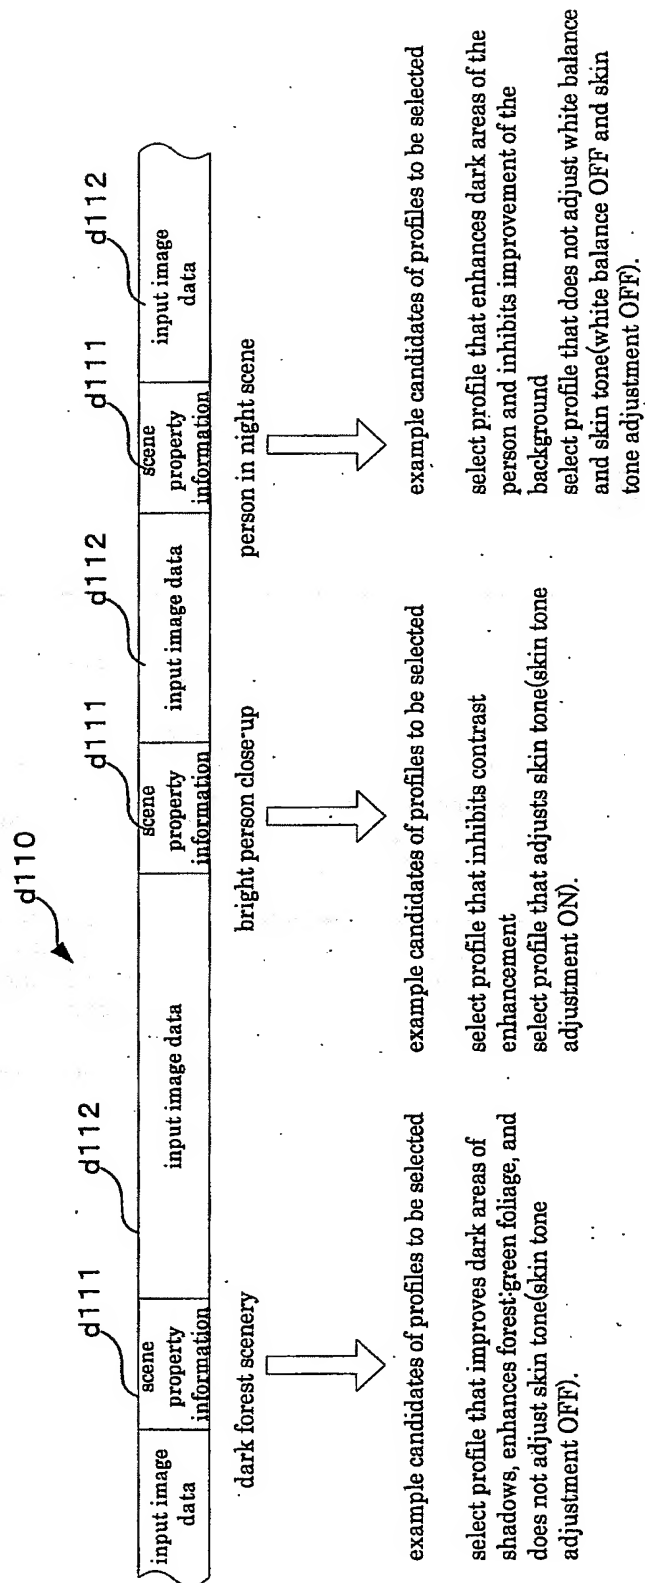 d110
d111
d112
d111
d112
d111
d112
input image
data
scene
property
information
input image data
scene
property
information
input image data
scene
property
information
input image
data
dark forest scenery
bright person close-up
person in night scene
example candidates of profiles to be selected
select profile that improves dark areas of
shadows, enhances forest-green foliage, and
does not adjust skin tone(skin tone
adjustment OFF).
example candidates of profiles to be selected
select profile that inhibits contrast
enhancement
select profile that adjusts skin tone(skin tone
adjustment ON).
example candidates of profiles to be selected
select profile that enhances dark areas of the
person and inhibits improvement of the
background
select profile that does not adjust white balance
and skin tone(white balance OFF and skin
tone adjustment OFF).